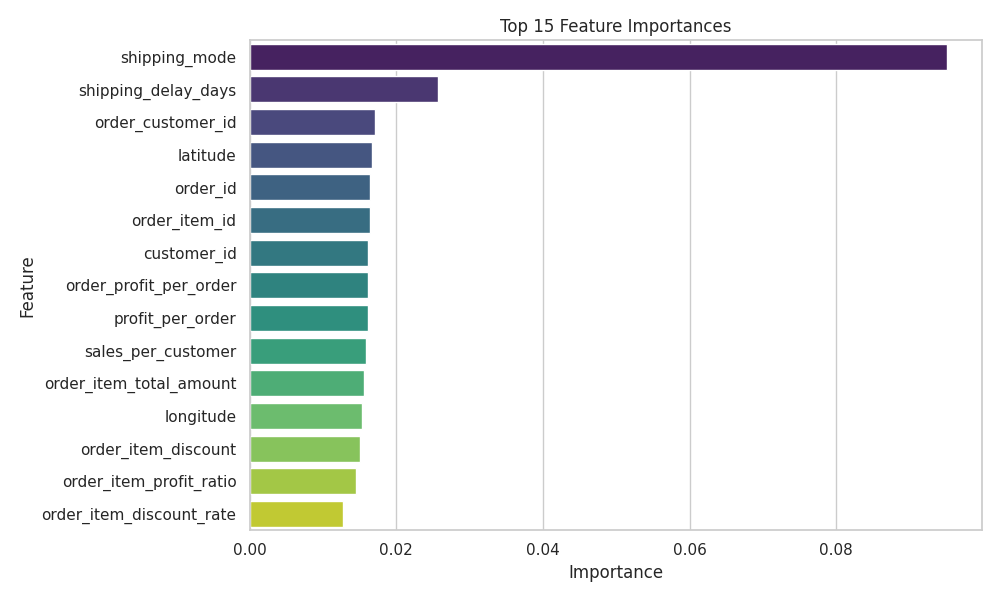 Top 15 Feature Importances
shipping_mode
shipping_delay_days
order_customer_id
latitude
order_id
order_item_id
customer_id
order_profit_per_order
profit_per_order
sales_per_customer
order_item_total_amount
longitude
order_item_discount
order_item_profit_ratio
order_item_discount_rate
Feature
0.00 0.02 0.04 0.06 0.08
Importance